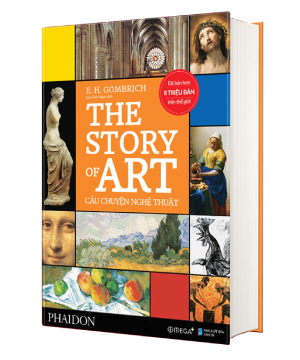 E. H. GOMBRICH
Đã bán hơn
8 TRIỆU BẢN
trên thế giới
THE
STORY
OF ART
CÂU CHUYỆN NGHỆ THUẬT
PHAIDON
OMEGA+